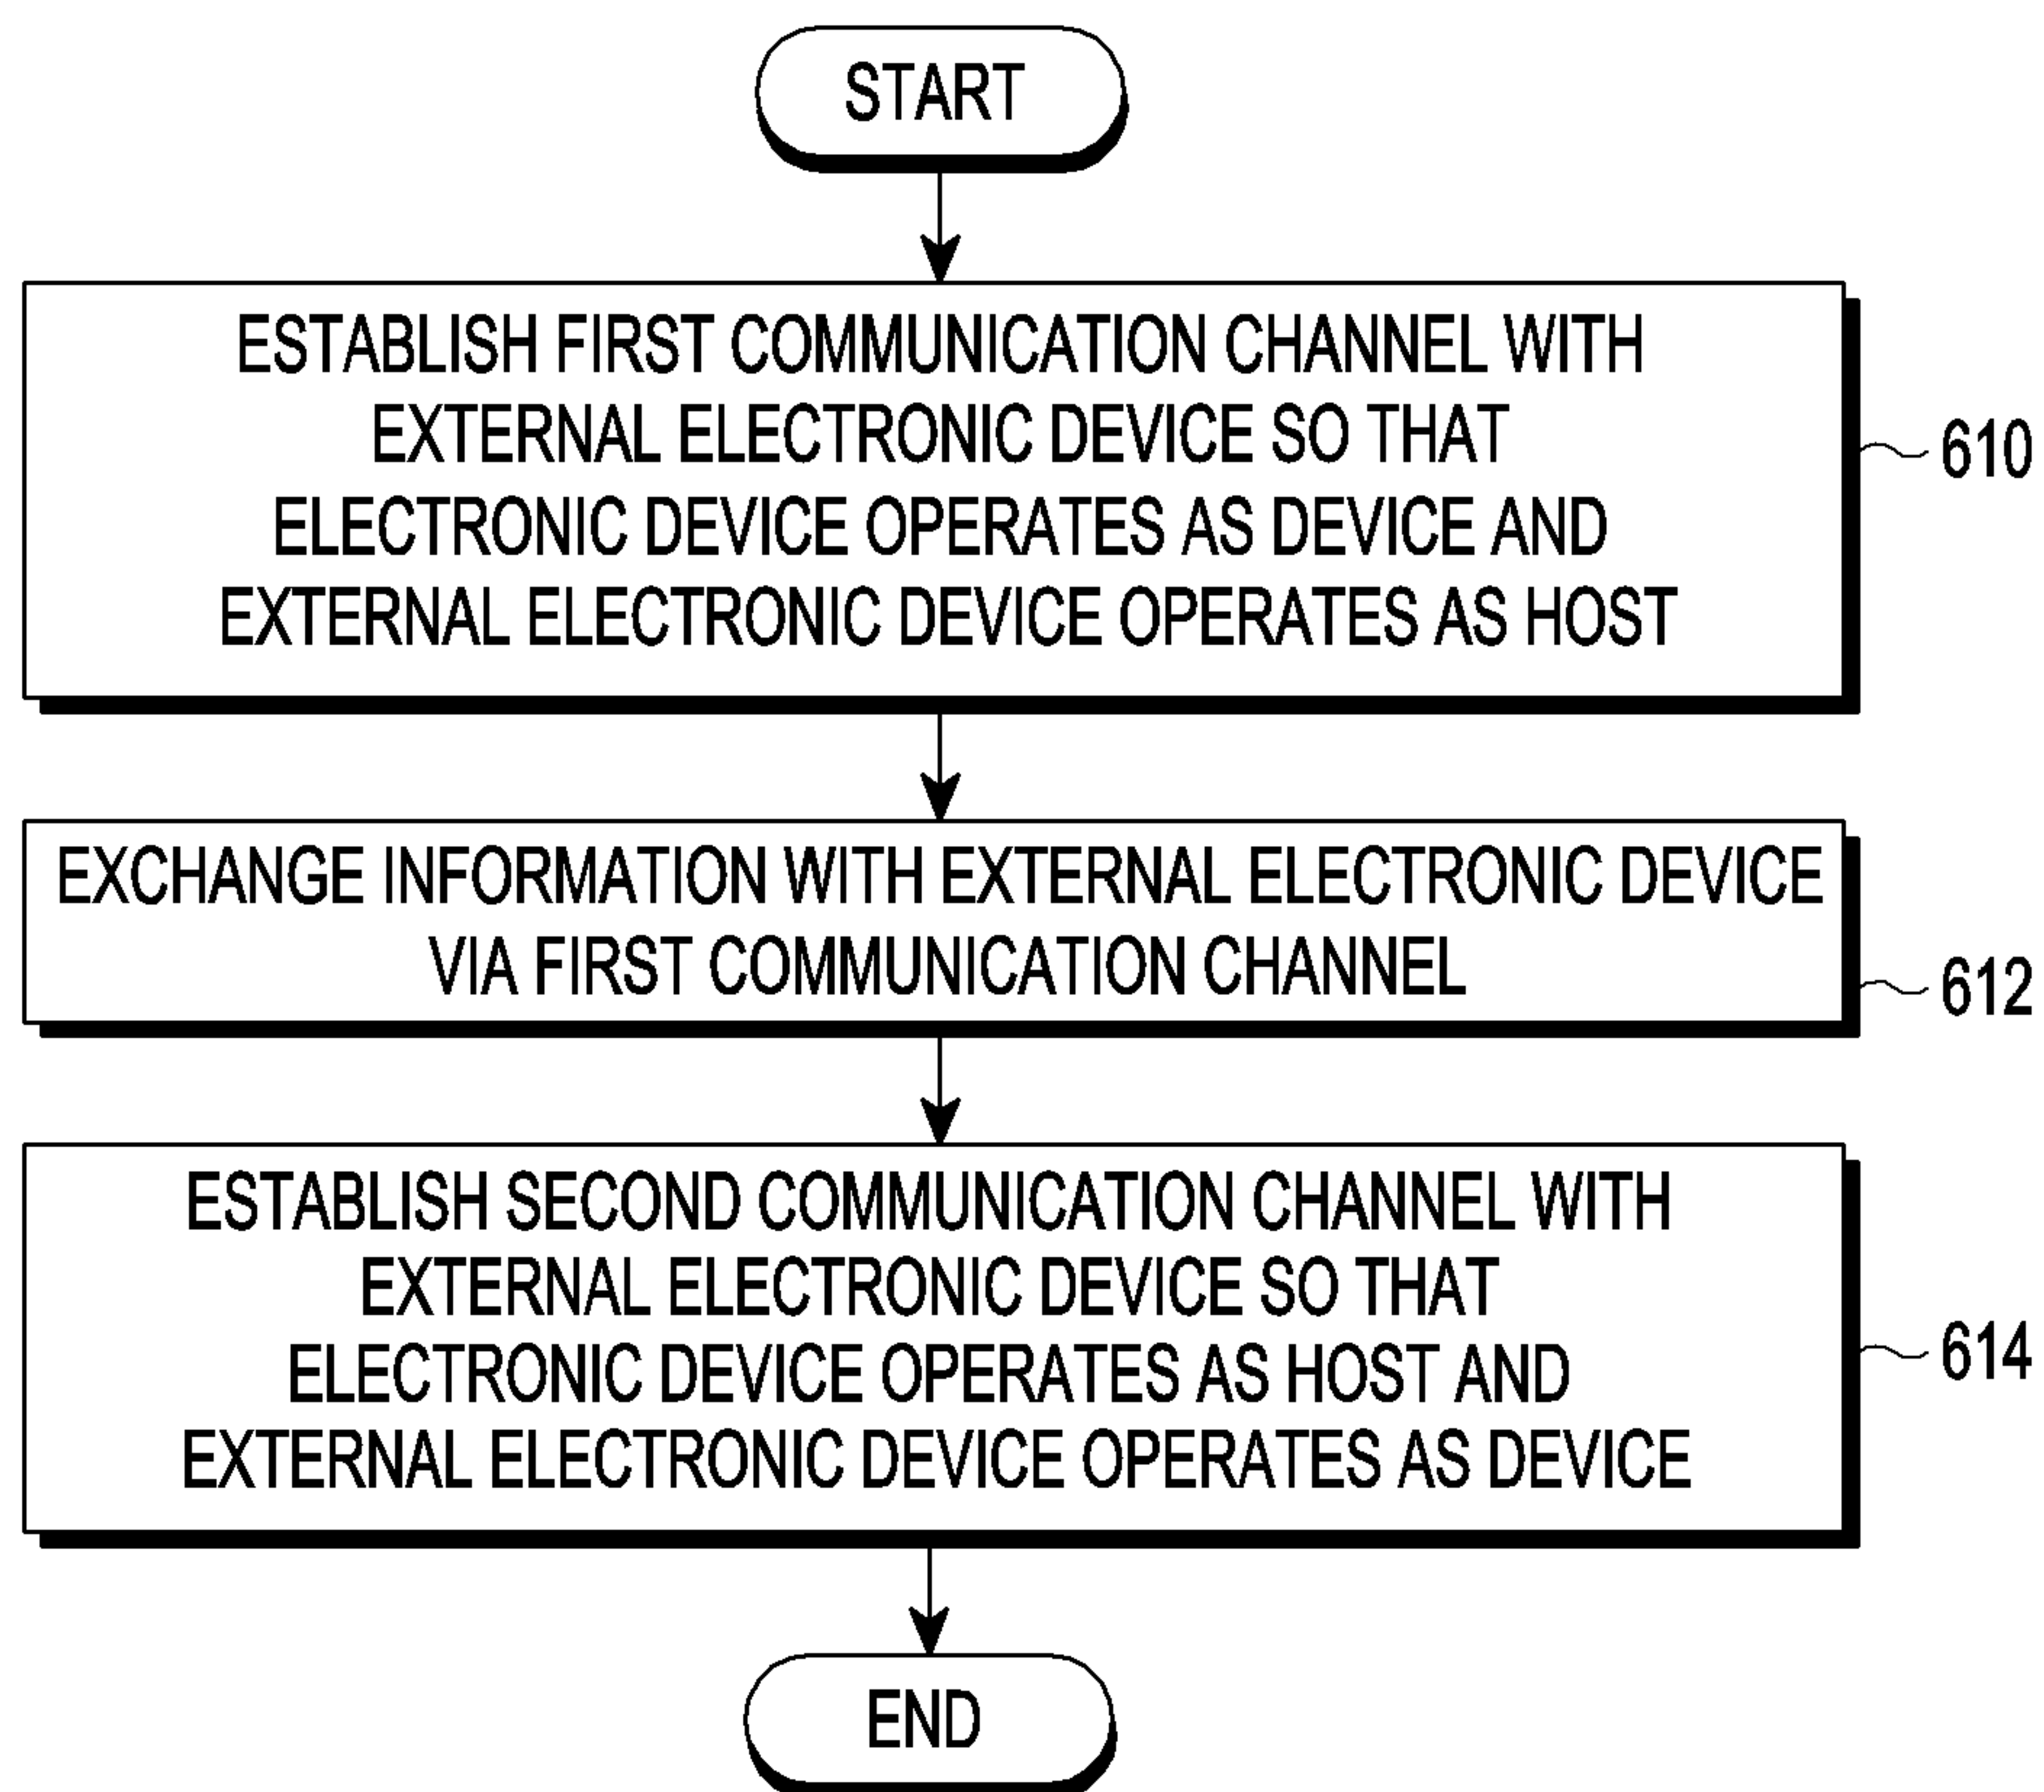 START
ESTABLISH FIRST COMMUNICATION CHANNEL WITH
EXTERNAL ELECTRONIC DEVICE SO THAT
ELECTRONIC DEVICE OPERATES AS DEVICE AND
EXTERNAL ELECTRONIC DEVICE OPERATES AS HOST
610
EXCHANGE INFORMATION WITH EXTERNAL ELECTRONIC DEVICE
VIA FIRST COMMUNICATION CHANNEL
612
ESTABLISH SECOND COMMUNICATION CHANNEL WITH
EXTERNAL ELECTRONIC DEVICE SO THAT
ELECTRONIC DEVICE OPERATES AS HOST AND
EXTERNAL ELECTRONIC DEVICE OPERATES AS DEVICE
614
END